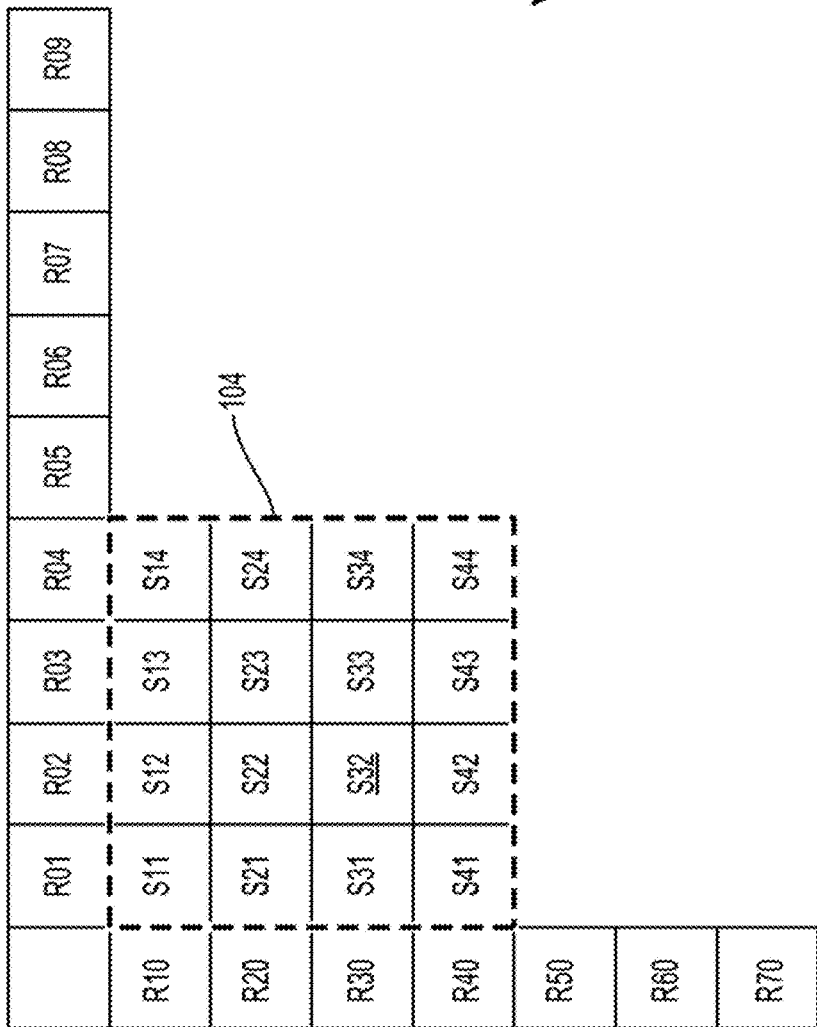 R01 R02 R03 R04 R05 R06 R07 R08 R09
R10 S11 S12 S13 S14
R20 S21 S22 S23 S24 104
R30 S31 S32 S33 S34
R40 S41 S42 S43 S44
R50
R60
R70